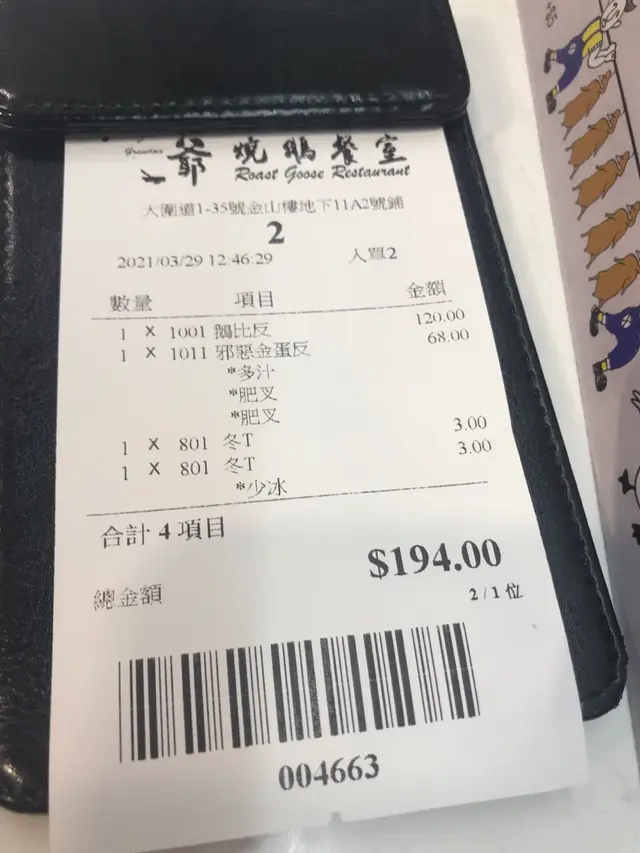 爺 燒鵝餐室
Roast Goose Restaurant
大圍道1-35號金山樓地下11A2號鋪
2
2021/03/29 12:46:29 人單2
數量 項目 金額
1 X 1001 鵝比反 120.00
1 X 1011 邪惡金蛋反 68.00
*多汁
*肥叉
*肥叉
1 X 801 冬T 3.00
1 X 801 冬T 3.00
*少冰
合計 4 項目
總金額 $194.00
2 / 1 位
004663